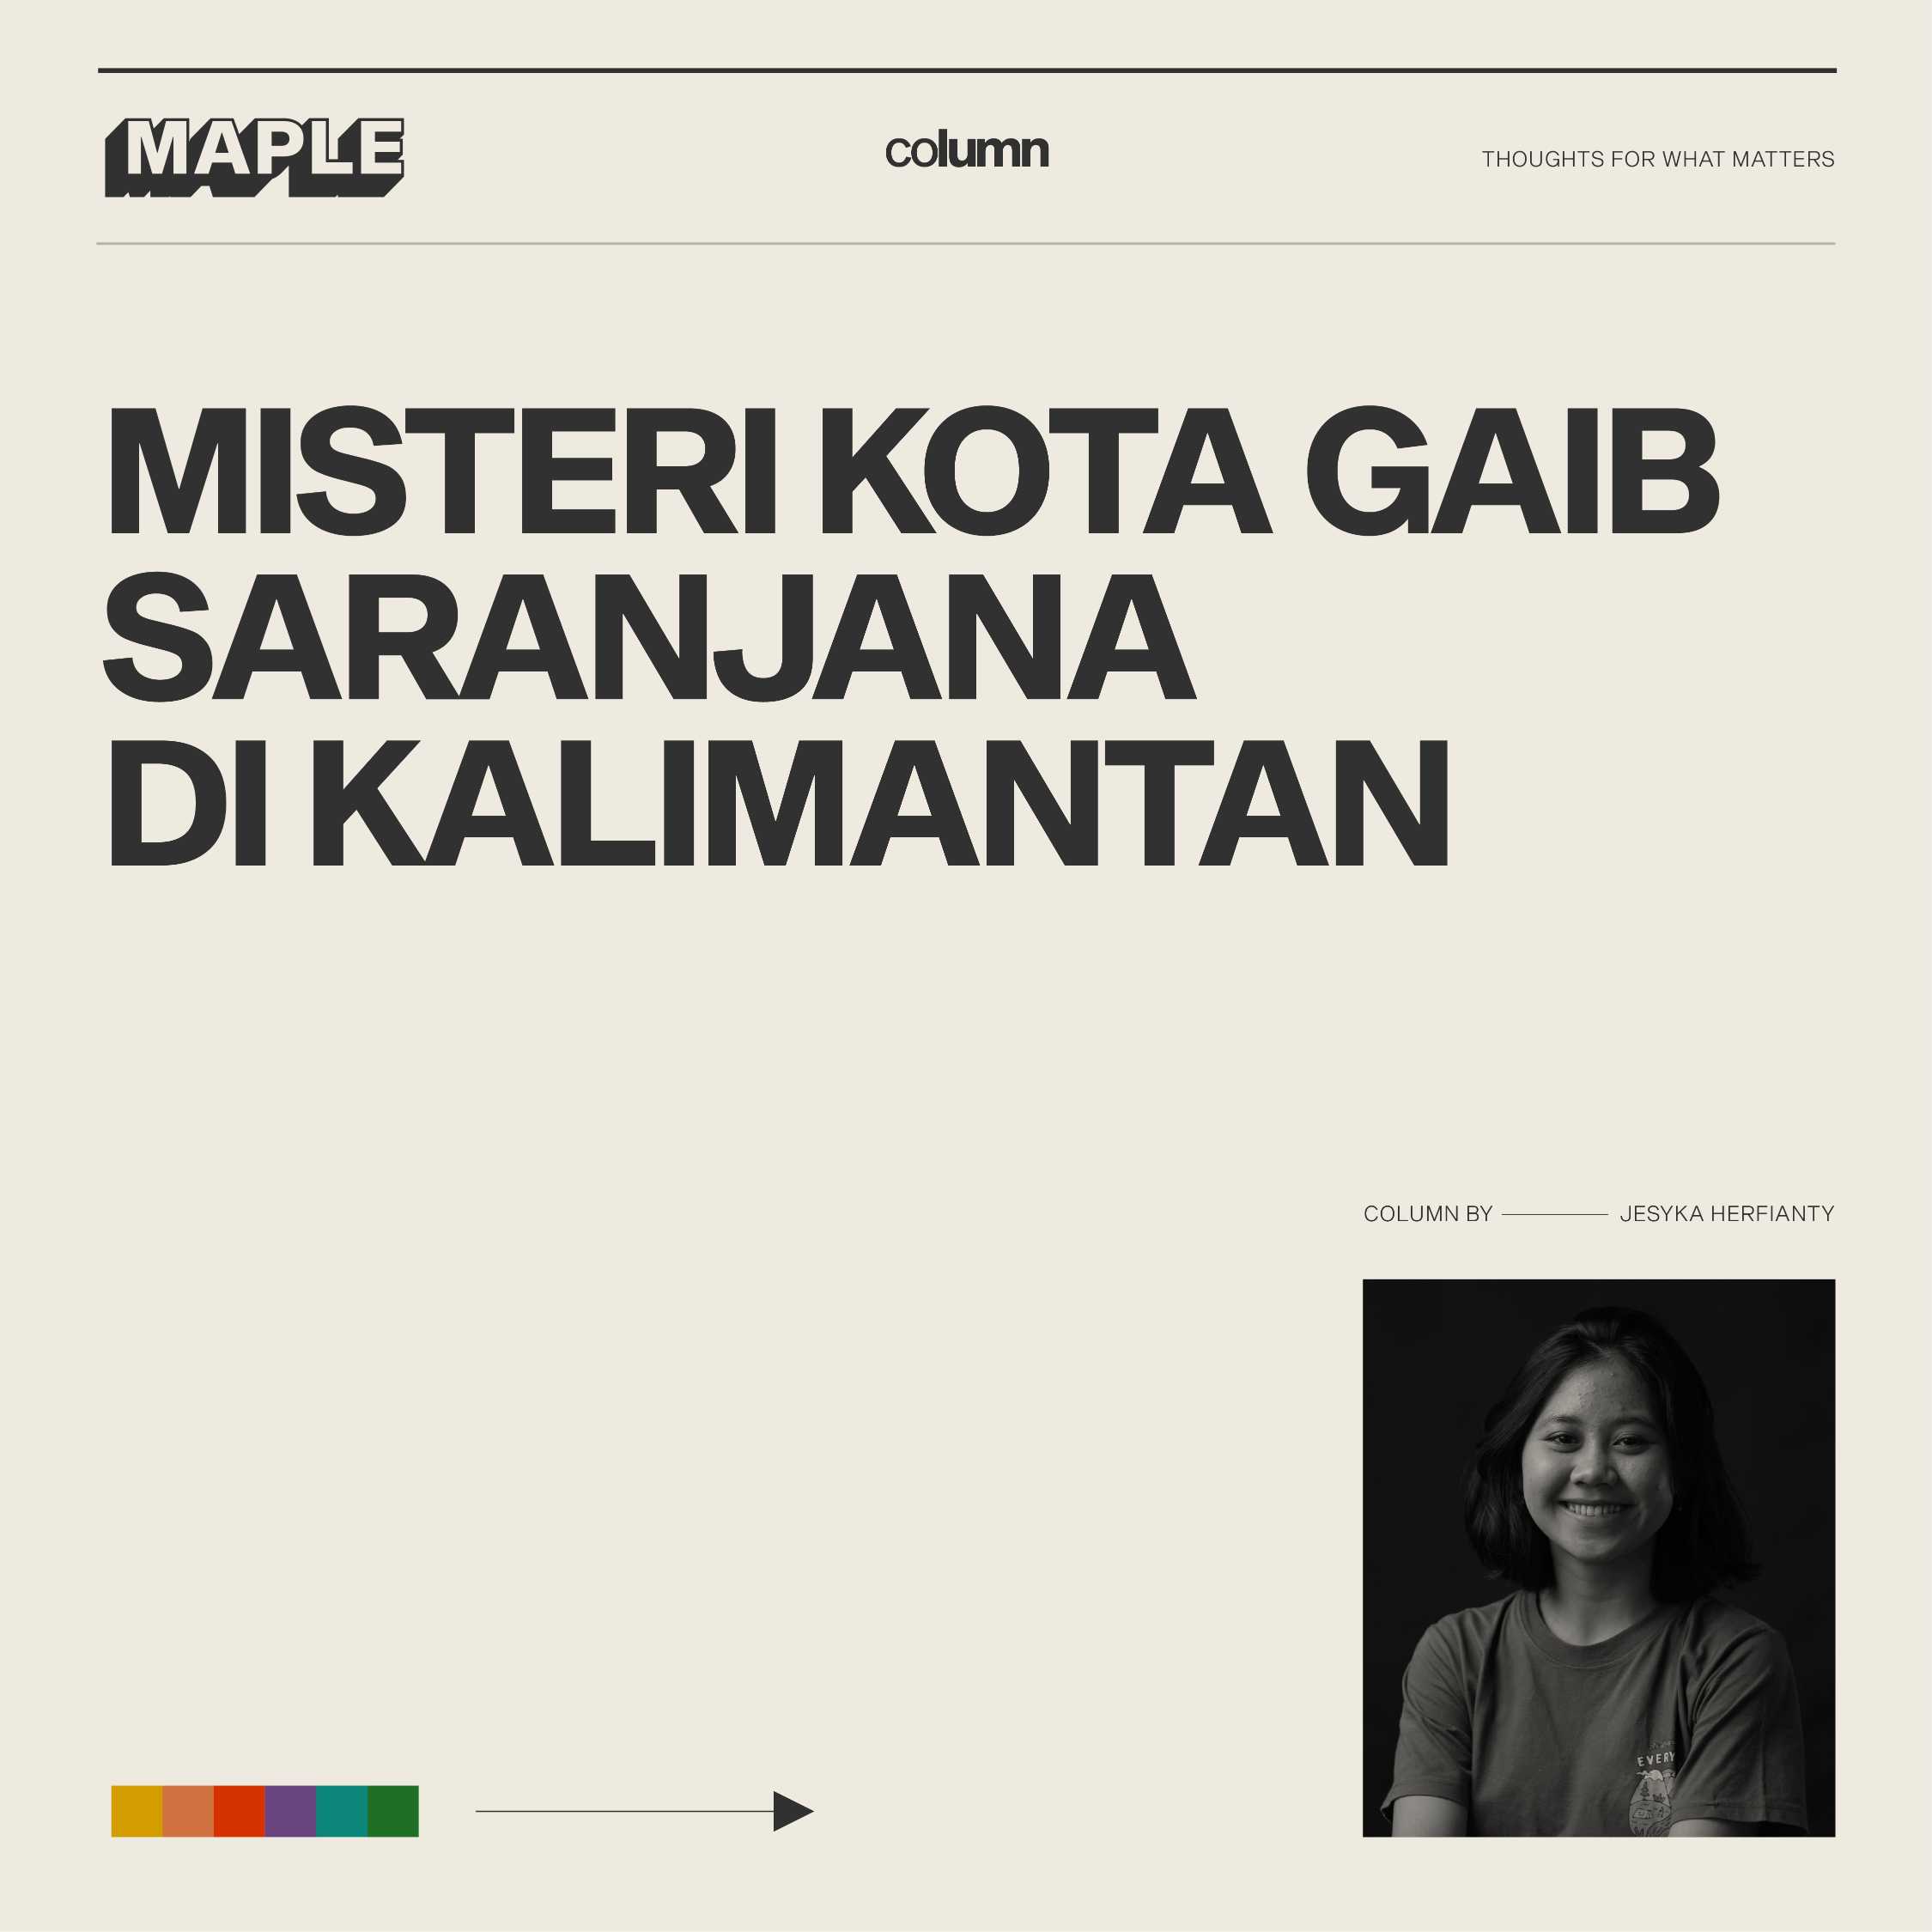 MAPLE
column
THOUGHTS FOR WHAT MATTERS
MISTERI KOTA GAIB
SARANJANA
DI KALIMANTAN
COLUMN BY JESYKA HERFIANTY
EVERY